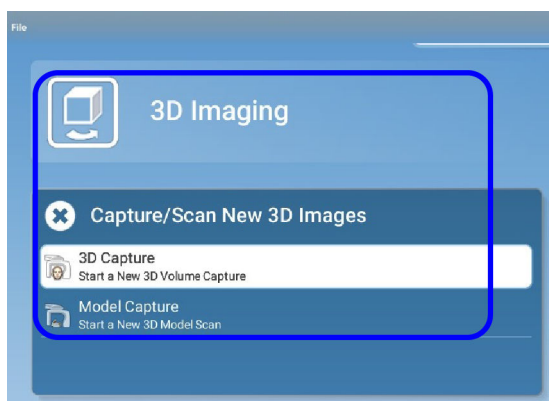 File
3D Imaging
Capture/Scan New 3D Images
3D Capture
Start a New 3D Volume Capture
Model Capture
Start a New 3D Model Scan